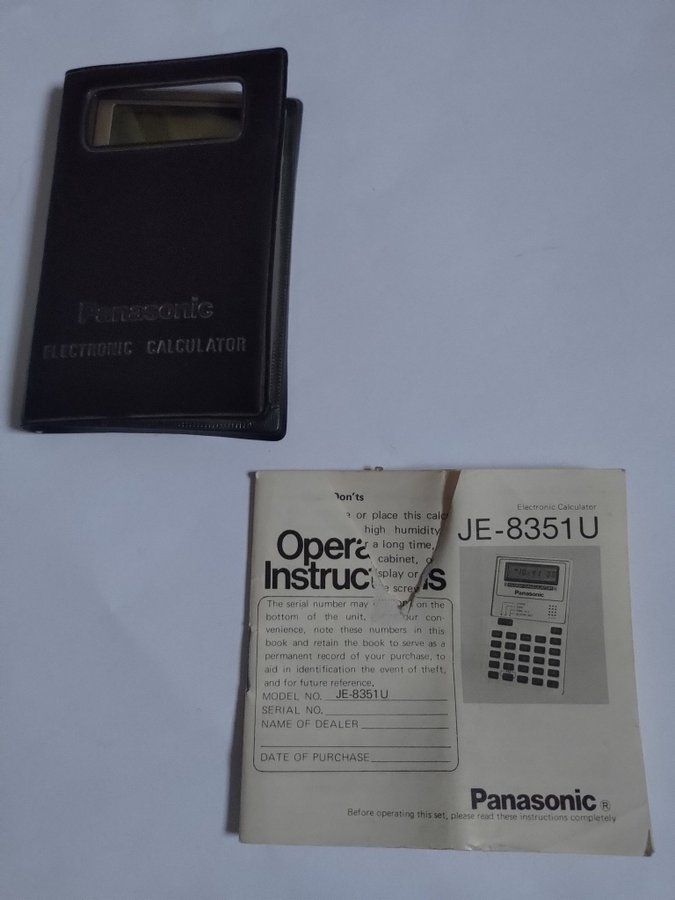 Panasonic
ELECTRONIC CALCULATOR
Don'ts
e or place this calc
high humidity.
a long time,
cabinet, o
splay or
e screw
Opera
Instruc ns
The serial number may on the
bottom of the unit. our con-
venience, note these numbers in this
book and retain the book to serve as a
permanent record of your purchase, to
aid in identification the event of theft,
and for future reference.
MODEL NO. JE-8351U
SERIAL NO.
NAME OF DEALER
DATE OF PURCHASE
Electronic Calculator
JE-8351U
Panasonic
Panasonic ®
Before operating this set, please read these instructions completely